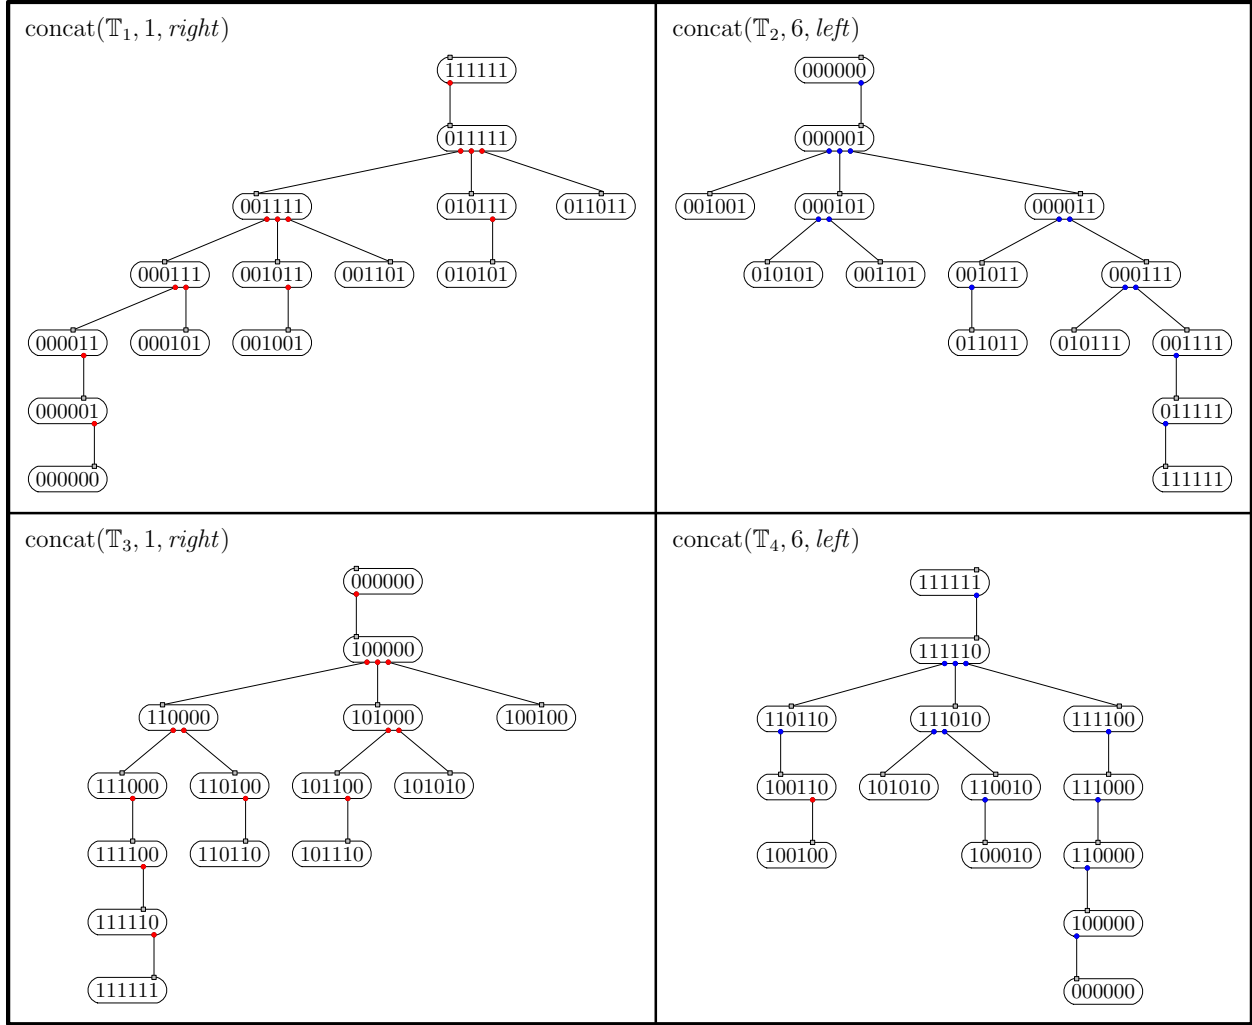 concat(𝕋₁, 1, right)
111111
011111
001111 010111 011011
000111 001011 001101 010101
000011 000101 001001
000001
000000
concat(𝕋₂, 6, left)
000000
000001
001001 000101 000011
010101 001101 001011 000111
011011 010111 001111
011111
111111
concat(𝕋₃, 1, right)
000000
100000
110000 101000 100100
111000 110100 101100 101010
111100 110110 101110
111110
111111
concat(𝕋₄, 6, left)
111111
111110
110110 111010 111100
100110 101010 110010 111000
100100 100010 110000
100000
000000